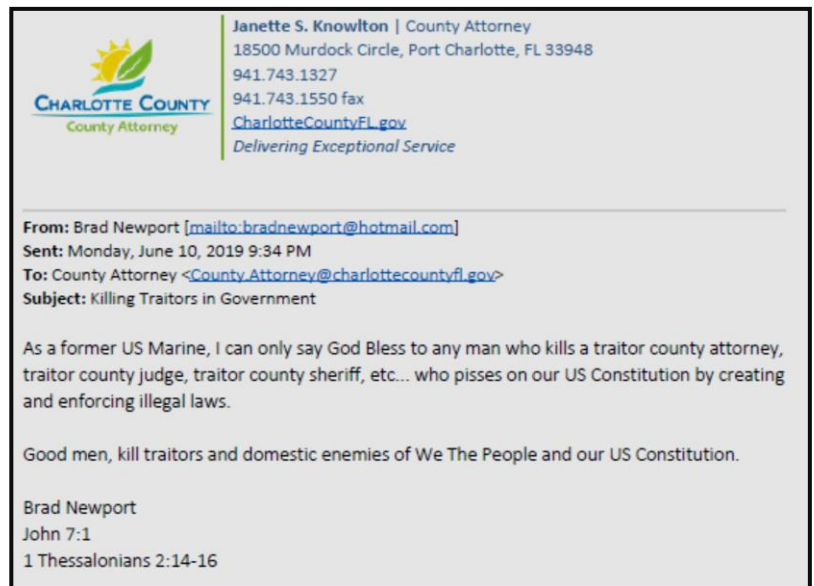 Janette S. Knowlton | County Attorney
18500 Murdock Circle, Port Charlotte, FL 33948
941.743.1327
941.743.1550 fax
CharlotteCountyFL.gov
Delivering Exceptional Service
CHARLOTTE COUNTY
County Attorney
From: Brad Newport [mailto:bradnewport@hotmail.com]
Sent: Monday, June 10, 2019 9:34 PM
To: County Attorney <County.Attorney@charlottecountyfl.gov>
Subject: Killing Traitors in Government
As a former US Marine, I can only say God Bless to any man who kills a traitor county attorney,
traitor county judge, traitor county sheriff, etc... who pisses on our US Constitution by creating
and enforcing illegal laws.
Good men, kill traitors and domestic enemies of We The People and our US Constitution.
Brad Newport
John 7:1
1 Thessalonians 2:14-16